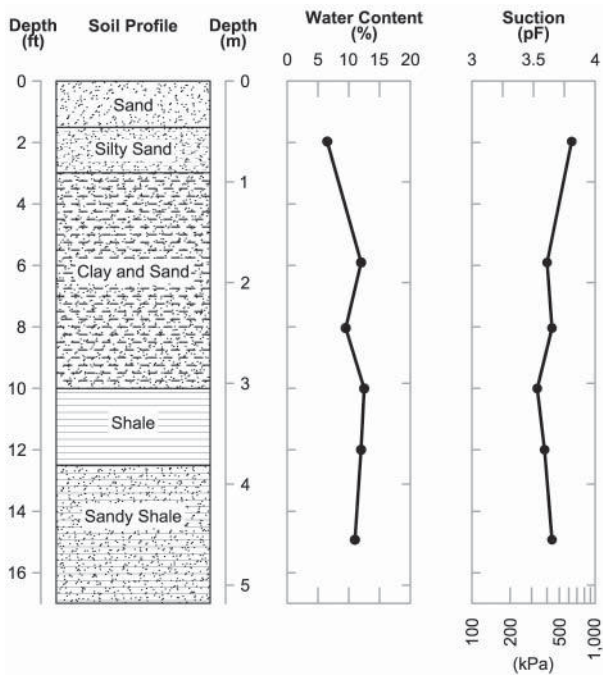 Depth
(ft)
Soil Profile
Depth
(m)
Water Content
(%)
Suction
(pF)
0 5 10 15 20
3 3.5 4
0
2
4
6
8
10
12
14
16
Sand
Silty Sand
Clay and Sand
Shale
Sandy Shale
0
1
2
3
4
5
100 200 500 1,000
(kPa)